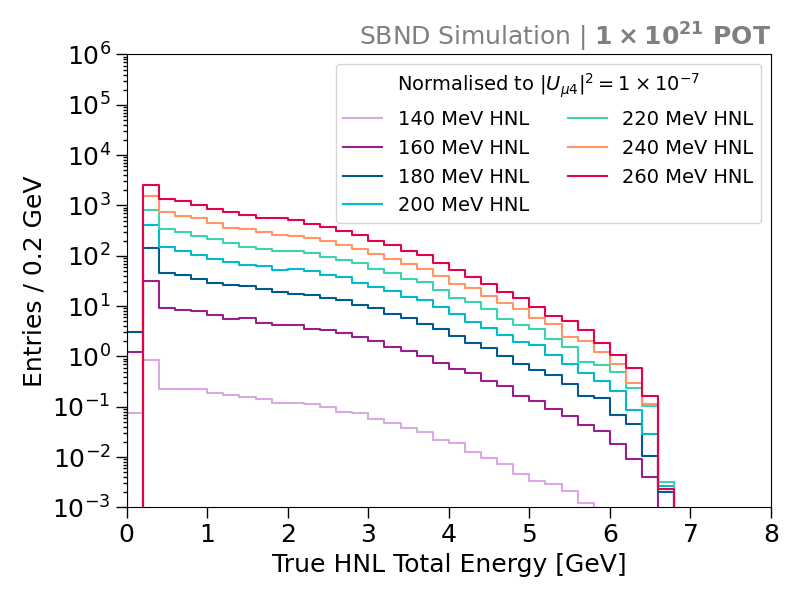 SBND Simulation | 1 × 10²¹ POT
Normalised to |U_{μ4}|² = 1 × 10⁻⁷
140 MeV HNL
160 MeV HNL
180 MeV HNL
200 MeV HNL
220 MeV HNL
240 MeV HNL
260 MeV HNL
Entries / 0.2 GeV
10⁶
10⁵
10⁴
10³
10²
10¹
10⁰
10⁻¹
10⁻²
10⁻³
0 1 2 3 4 5 6 7 8
True HNL Total Energy [GeV]